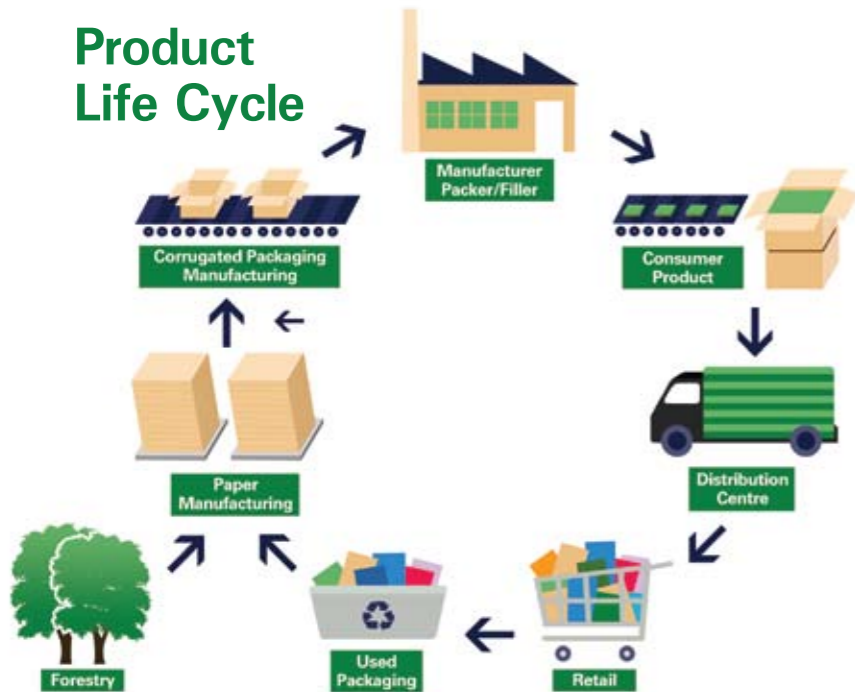 Product
Life Cycle
Manufacturer
Packer/Filler
Corrugated Packaging
Manufacturing
Consumer
Product
Paper
Manufacturing
Distribution
Centre
Forestry
Used
Packaging
Retail